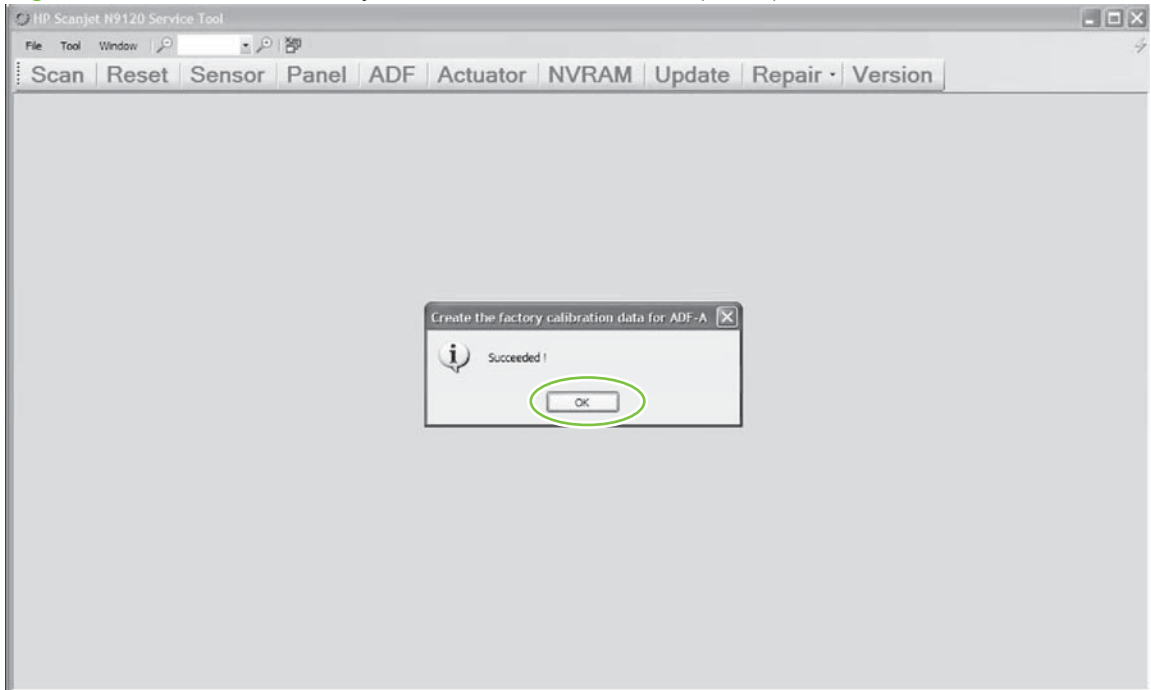 HP Scanjet N9120 Service Tool
File Tool Window
Scan Reset Sensor Panel ADF Actuator NVRAM Update Repair Version
Create the factory calibration data for ADF-A
Succeeded !
OK